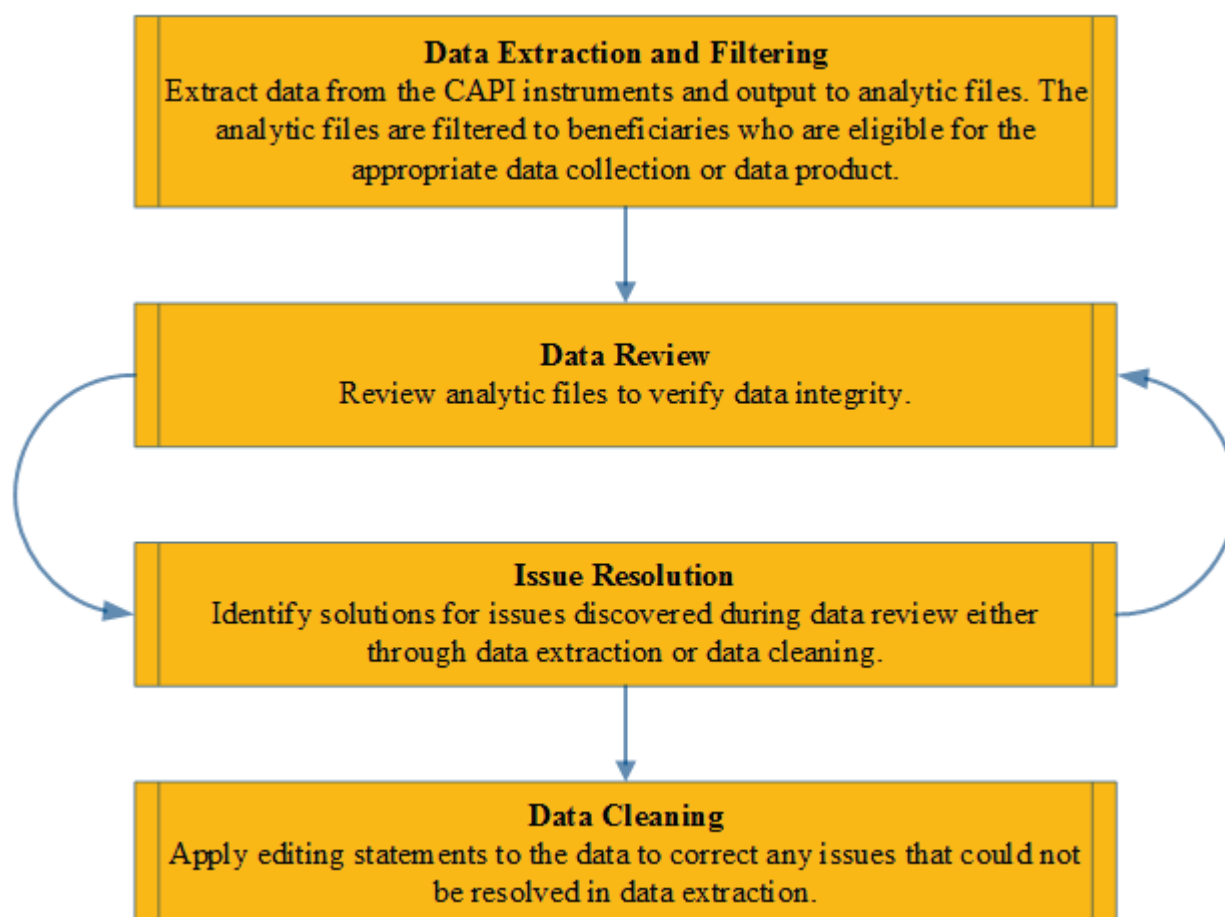 Data Extraction and Filtering
Extract data from the CAPI instruments and output to analytic files. The
analytic files are filtered to beneficiaries who are eligible for the
appropriate data collection or data product.
Data Review
Review analytic files to verify data integrity.
Issue Resolution
Identify solutions for issues discovered during data review either
through data extraction or data cleaning.
Data Cleaning
Apply editing statements to the data to correct any issues that could not
be resolved in data extraction.